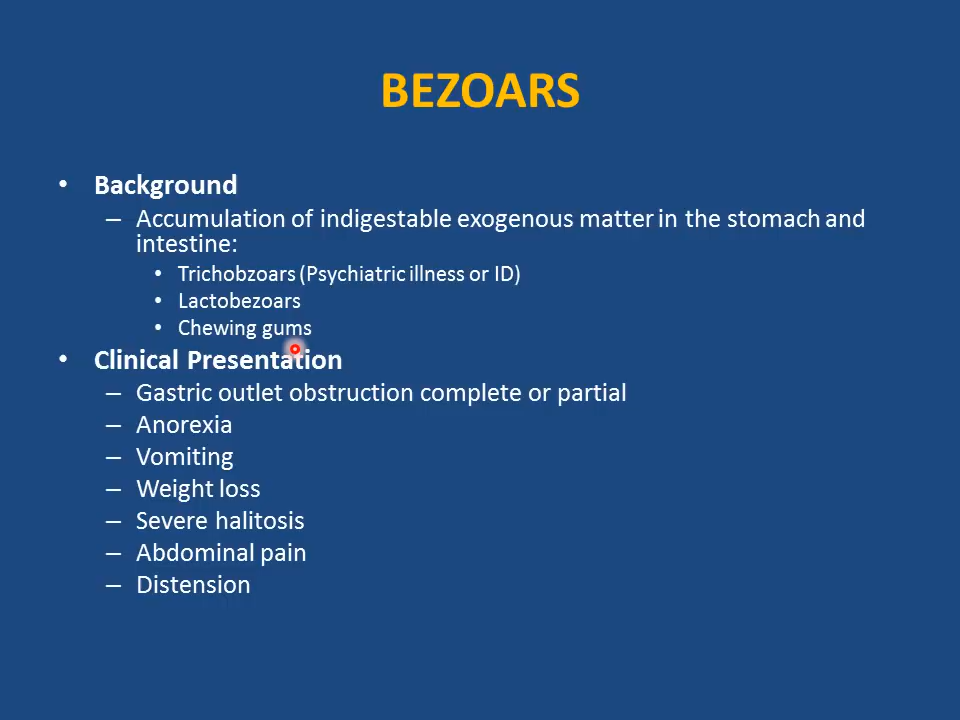 BEZOARS
• Background
– Accumulation of indigestable exogenous matter in the stomach and
intestine:
• Trichobzoars (Psychiatric illness or ID)
• Lactobezoars
• Chewing gums
• Clinical Presentation
– Gastric outlet obstruction complete or partial
– Anorexia
– Vomiting
– Weight loss
– Severe halitosis
– Abdominal pain
– Distension